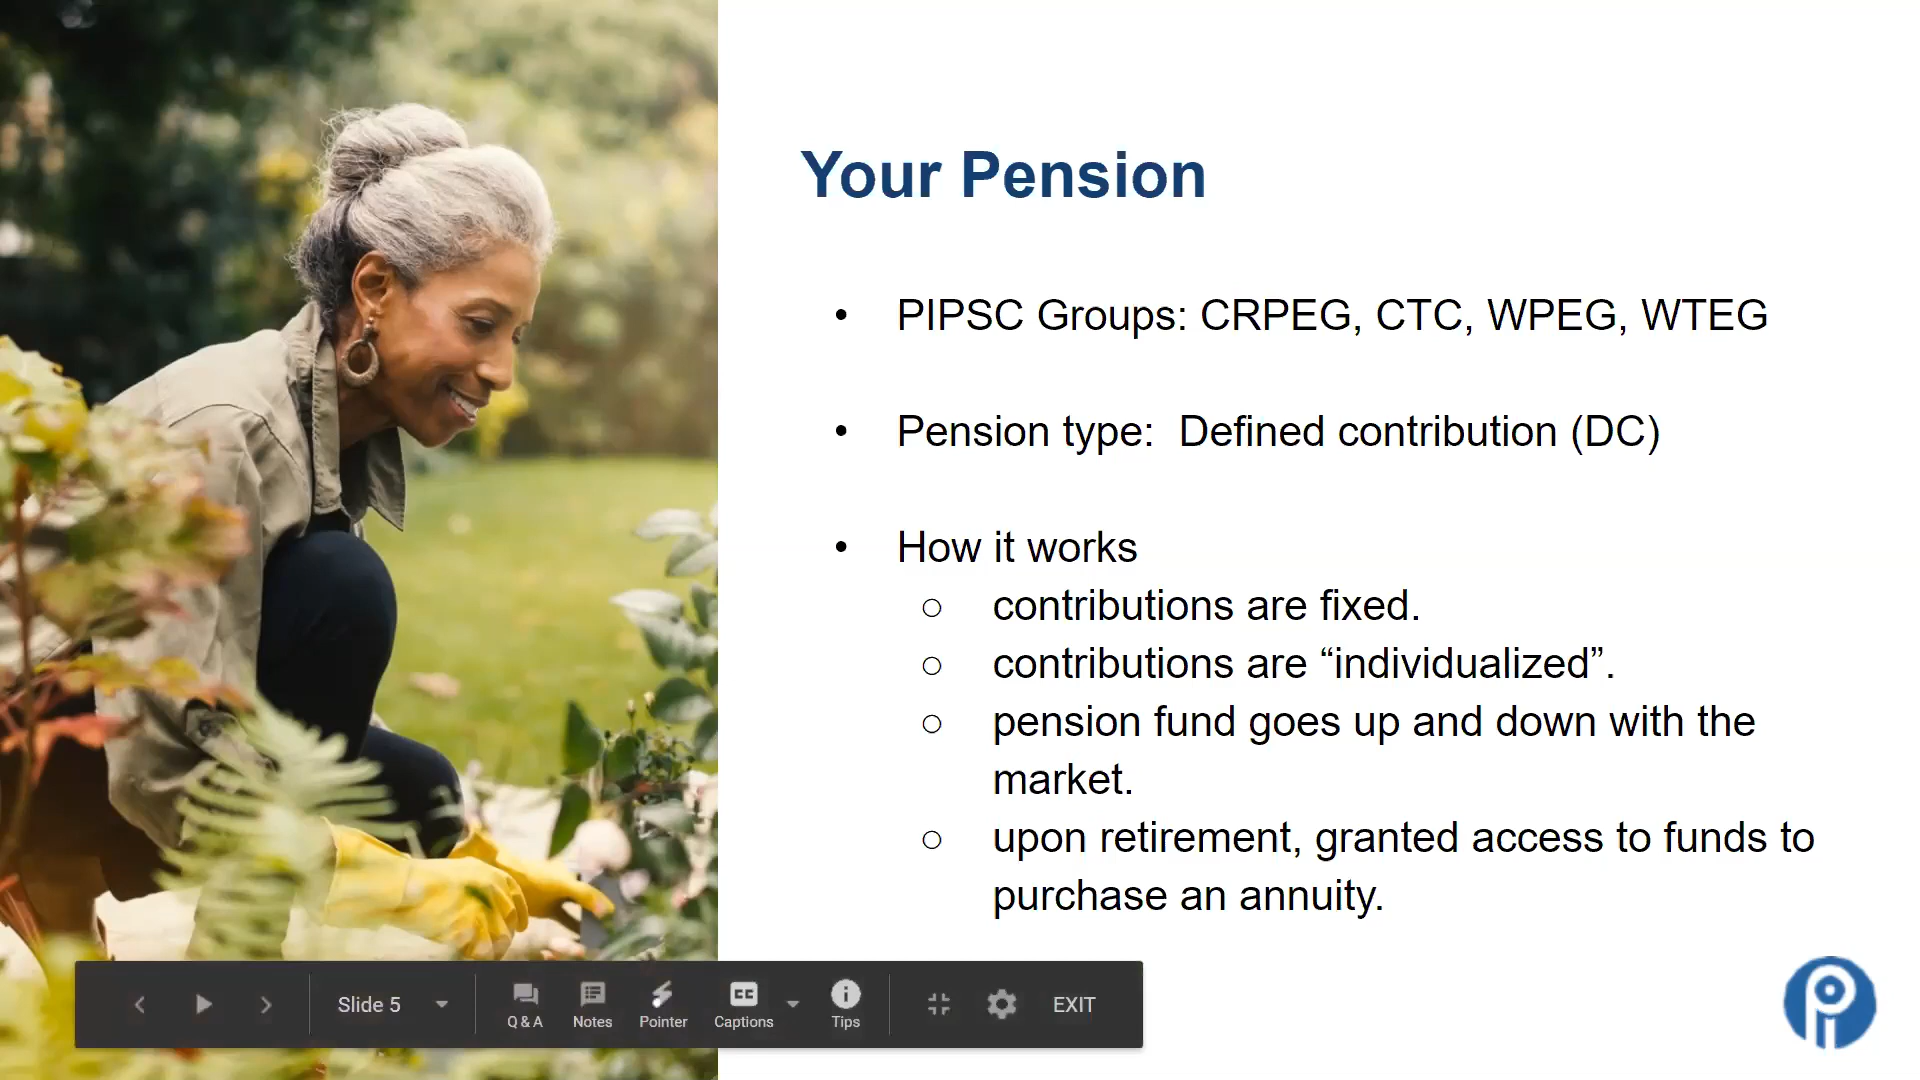 Your Pension
• PIPSC Groups: CRPEG, CTC, WPEG, WTEG
• Pension type:  Defined contribution (DC)
• How it works
○ contributions are fixed.
○ contributions are “individualized”.
○ pension fund goes up and down with the
market.
○ upon retirement, granted access to funds to
purchase an annuity.
Slide 5
Q & A
Notes
Pointer
CC
Captions
Tips
EXIT